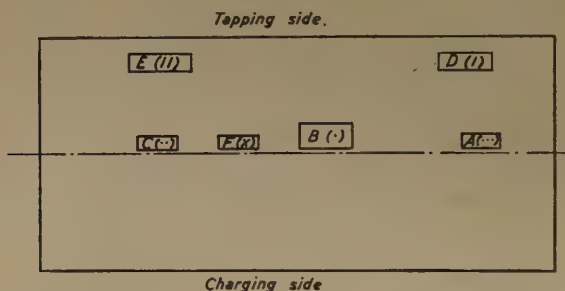 Tapping side.
E (II) D (I)
C(··) F(x) B (·) A(···)
Charging side